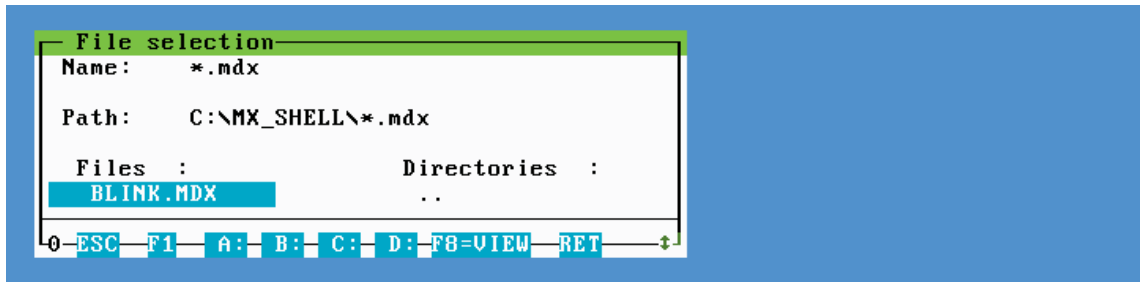 File selection
Name: *.mdx
Path: C:\MX_SHELL\*.mdx
Files : Directories :
BLINK.MDX ..
0 ESC F1 A: B: C: D: F8=VIEW RET ↕